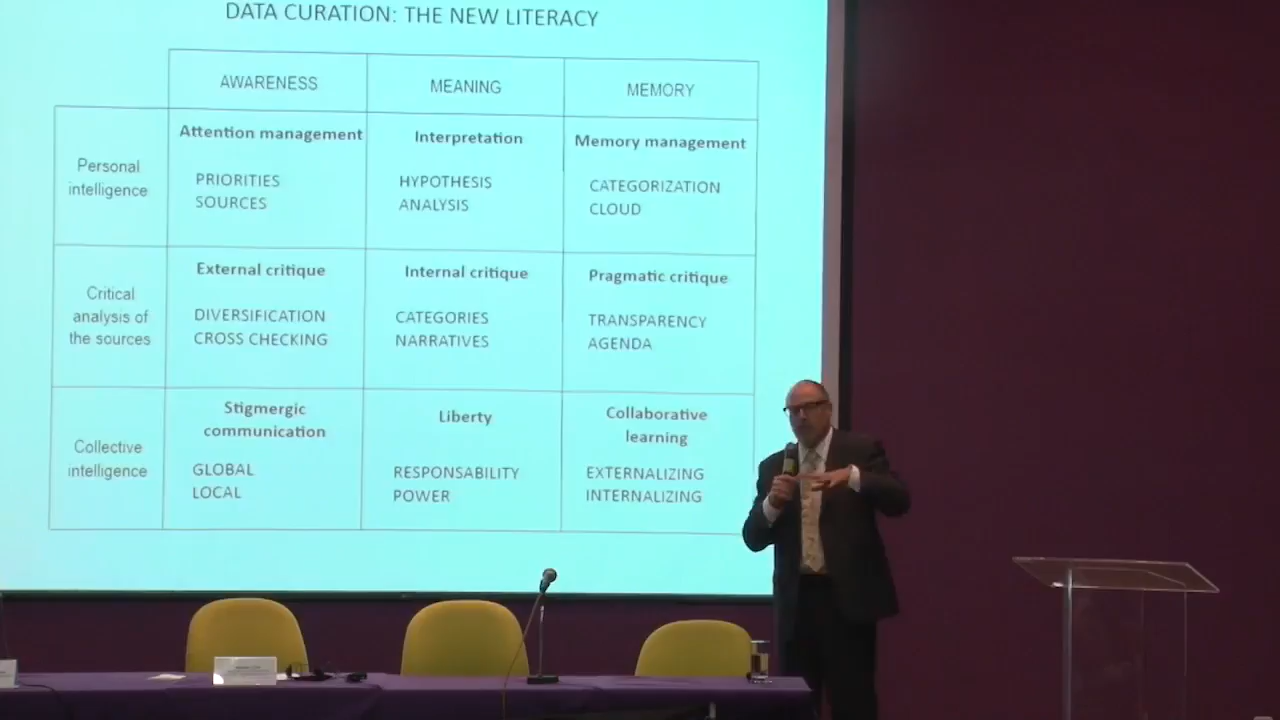 DATA CURATION: THE NEW LITERACY
AWARENESS
MEANING
MEMORY
Personal
intelligence
Attention management
PRIORITIES
SOURCES
Interpretation
HYPOTHESIS
ANALYSIS
Memory management
CATEGORIZATION
CLOUD
Critical
analysis of
the sources
External critique
DIVERSIFICATION
CROSS CHECKING
Internal critique
CATEGORIES
NARRATIVES
Pragmatic critique
TRANSPARENCY
AGENDA
Collective
intelligence
Stigmergic
communication
GLOBAL
LOCAL
Liberty
RESPONSABILITY
POWER
Collaborative
learning
EXTERNALIZING
INTERNALIZING